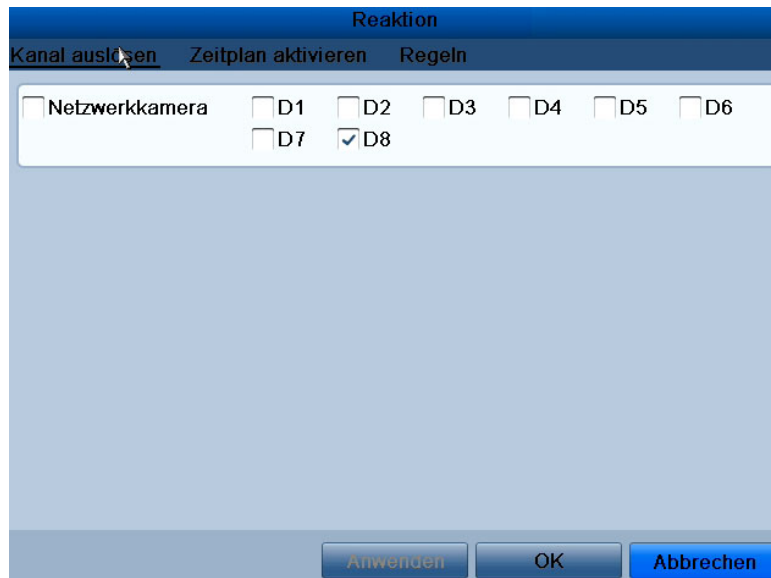 Reaktion
Kanal auslösen Zeitplan aktivieren Regeln
Netzwerkkamera D1 D2 D3 D4 D5 D6
D7 D8
Anwenden OK Abbrechen